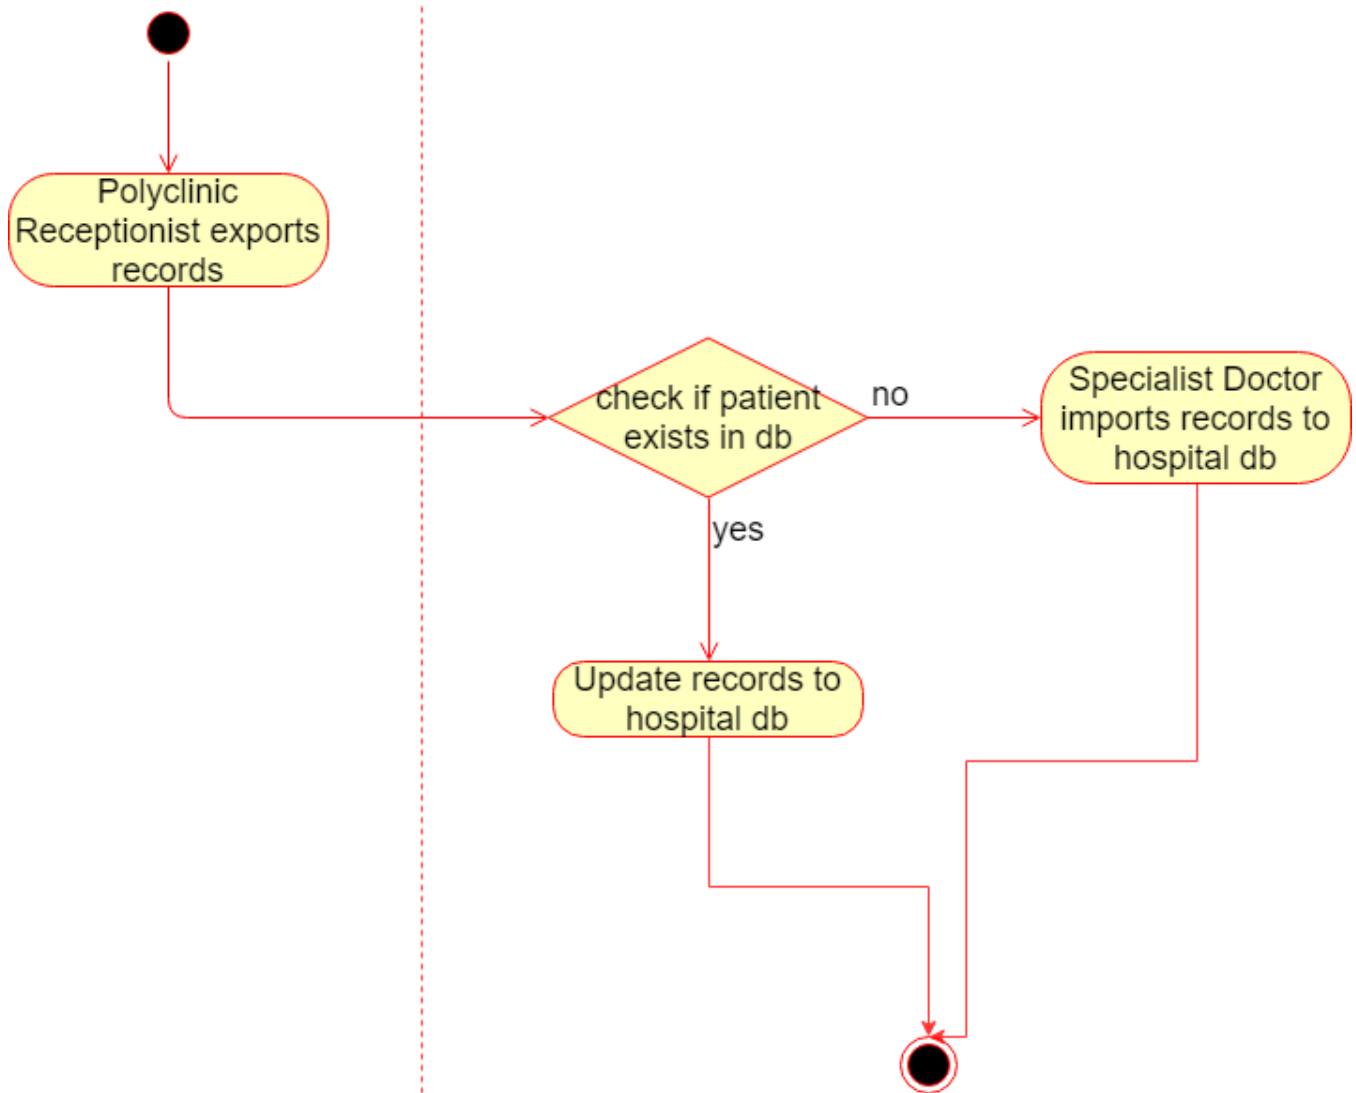 Polyclinic
Receptionist exports
records
check if patient
exists in db
no
Specialist Doctor
imports records to
hospital db
yes
Update records to
hospital db